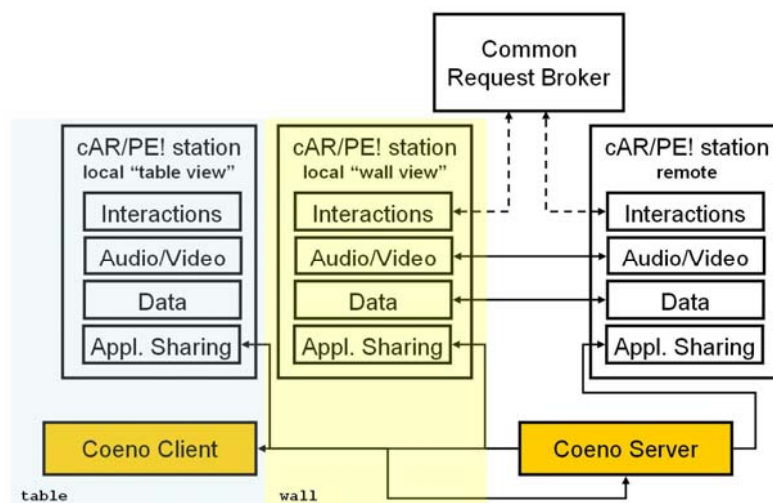 Common
Request Broker
cAR/PE! station
local “table view”
Interactions
Audio/Video
Data
Appl. Sharing
cAR/PE! station
local “wall view”
Interactions
Audio/Video
Data
Appl. Sharing
cAR/PE! station
remote
Interactions
Audio/Video
Data
Appl. Sharing
Coeno Client
Coeno Server
table
wall